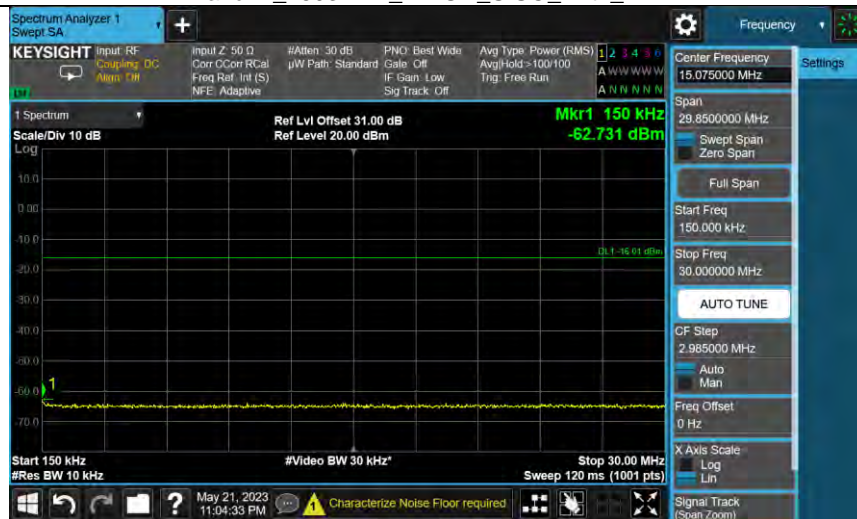 Spectrum Analyzer 1
Swept SA
+
Frequency
KEYSIGHT
Input: RF
Coupling: DC
Align: Off
Input Z: 50 Ω
Corr CCorr RCal
Freq Ref: Int (S)
NFE: Adaptive
#Atten: 30 dB
µW Path: Standard
PNO: Best Wide
Gate: Off
IF Gain: Low
Sig Track: Off
Avg Type: Power (RMS)
Avg|Hold:>100/100
Trig: Free Run
1 2 3 4 5 6
A W W W W W
A N N N N N
Center Frequency
15.075000 MHz
Settings
Span
29.8500000 MHz
Swept Span
Zero Span
Full Span
Start Freq
150.000 kHz
Stop Freq
30.000000 MHz
AUTO TUNE
CF Step
2.985000 MHz
Auto
Man
Freq Offset
0 Hz
X Axis Scale
Log
Lin
Signal Track
(Span Zoom)
1 Spectrum
Scale/Div 10 dB
Log
Ref Lvl Offset 31.00 dB
Ref Level 20.00 dBm
Mkr1 150 kHz
-62.731 dBm
10.0
0.00
-10.0
DL1 -16.01 dBm
-20.0
-30.0
-40.0
-50.0
-60.0
1
-70.0
Start 150 kHz
#Res BW 10 kHz
#Video BW 30 kHz*
Stop 30.00 MHz
Sweep 120 ms (1001 pts)
?
May 21, 2023
11:04:33 PM
Characterize Noise Floor required